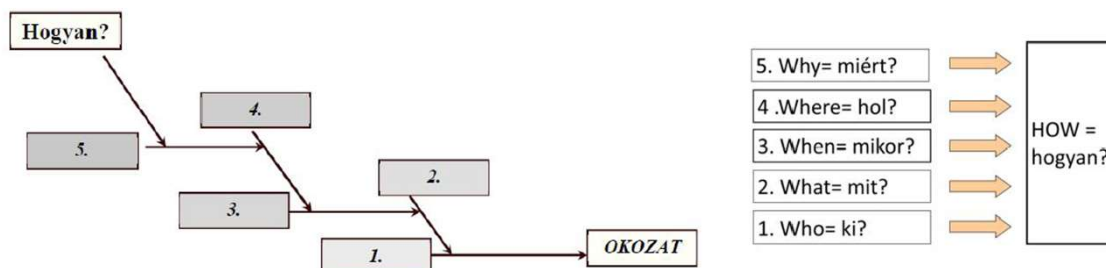 Hogyan?
4.
5.
2.
3.
1.
OKOZAT
5. Why= miért?
4 .Where= hol?
3. When= mikor?
2. What= mit?
1. Who= ki?
HOW =
hogyan?